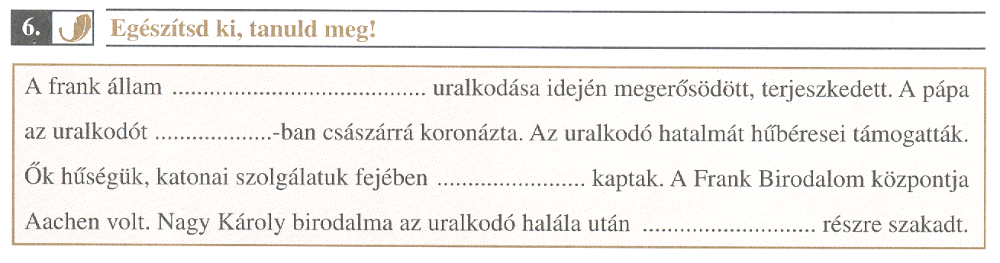 6. Egészítsd ki, tanuld meg!
A frank állam ......................................... uralkodása idején megerősödött, terjeszkedett. A pápa
az uralkodót ...................-ban császárrá koronázta. Az uralkodó hatalmát hűbéresei támogatták.
Ők hűségük, katonai szolgálatuk fejében ........................ kaptak. A Frank Birodalom központja
Aachen volt. Nagy Károly birodalma az uralkodó halála után ............................ részre szakadt.